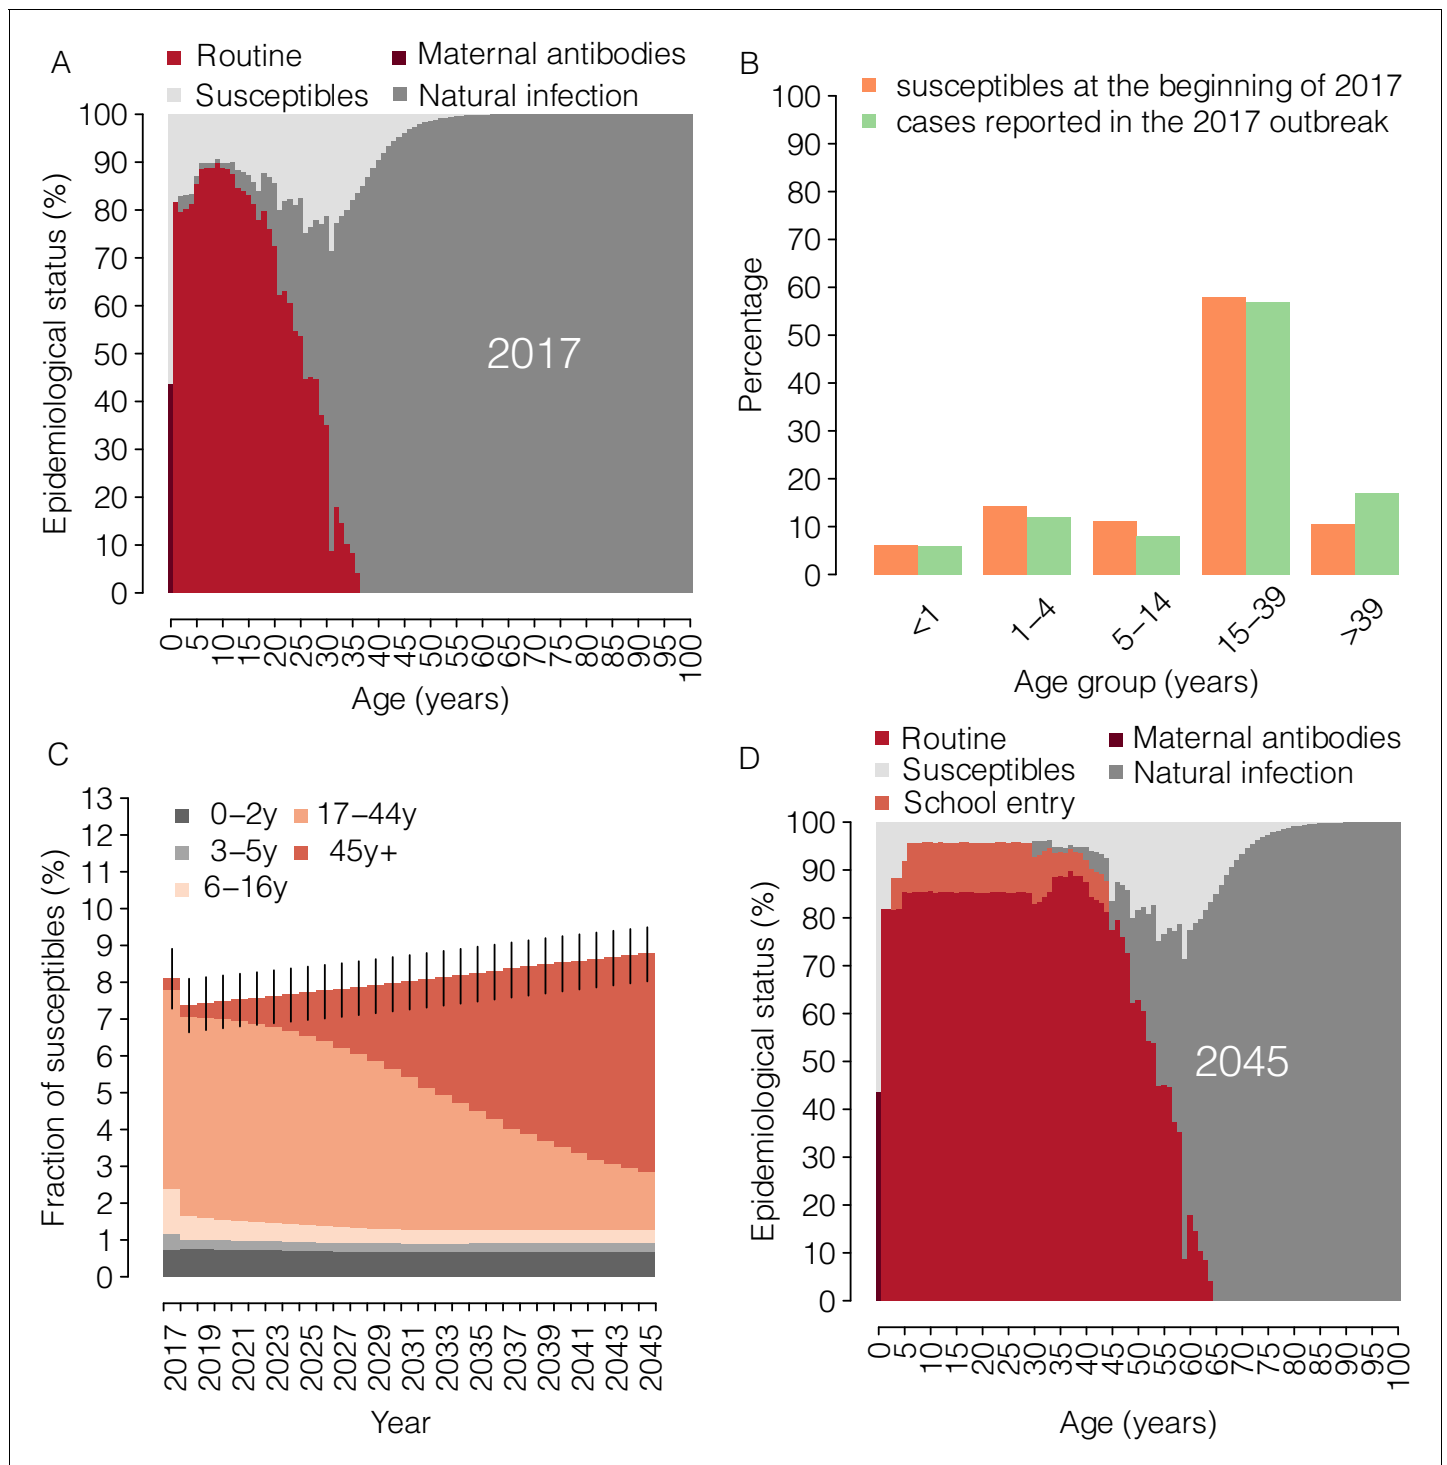 A
Routine
Maternal antibodies
Susceptibles
Natural infection
100
90
80
70
60
50
40
30
20
10
0
Epidemiological status (%)
2017
0 5 10 15 20 25 30 35 40 45 50 55 60 65 70 75 80 85 90 95 100
Age (years)
B
susceptibles at the beginning of 2017
cases reported in the 2017 outbreak
100
90
80
70
60
50
40
30
20
10
0
Percentage
<1 1–4 5–14 15–39 >39
Age group (years)
C
0–2y 17–44y
3–5y 45y+
6–16y
13
12
11
10
9
8
7
6
5
4
3
2
1
0
Fraction of susceptibles (%)
2017 2019 2021 2023 2025 2027 2029 2031 2033 2035 2037 2039 2041 2043 2045
Year
D
Routine
Maternal antibodies
Susceptibles
Natural infection
School entry
100
90
80
70
60
50
40
30
20
10
0
Epidemiological status (%)
2045
0 5 10 15 20 25 30 35 40 45 50 55 60 65 70 75 80 85 90 95 100
Age (years)